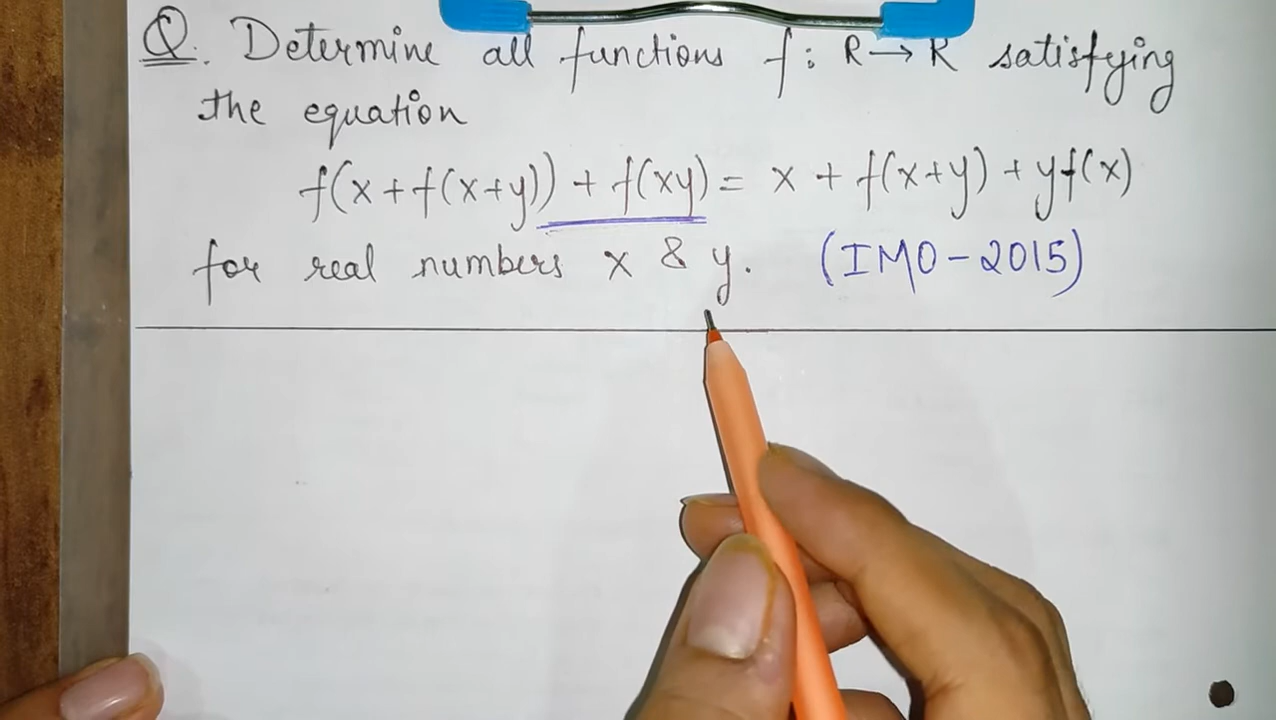 Q. Determine all functions f: R→R satisfying
the equation
f(x+f(x+y)) + f(xy) = x + f(x+y) + yf(x)
for real numbers x & y. (IMO-2015)